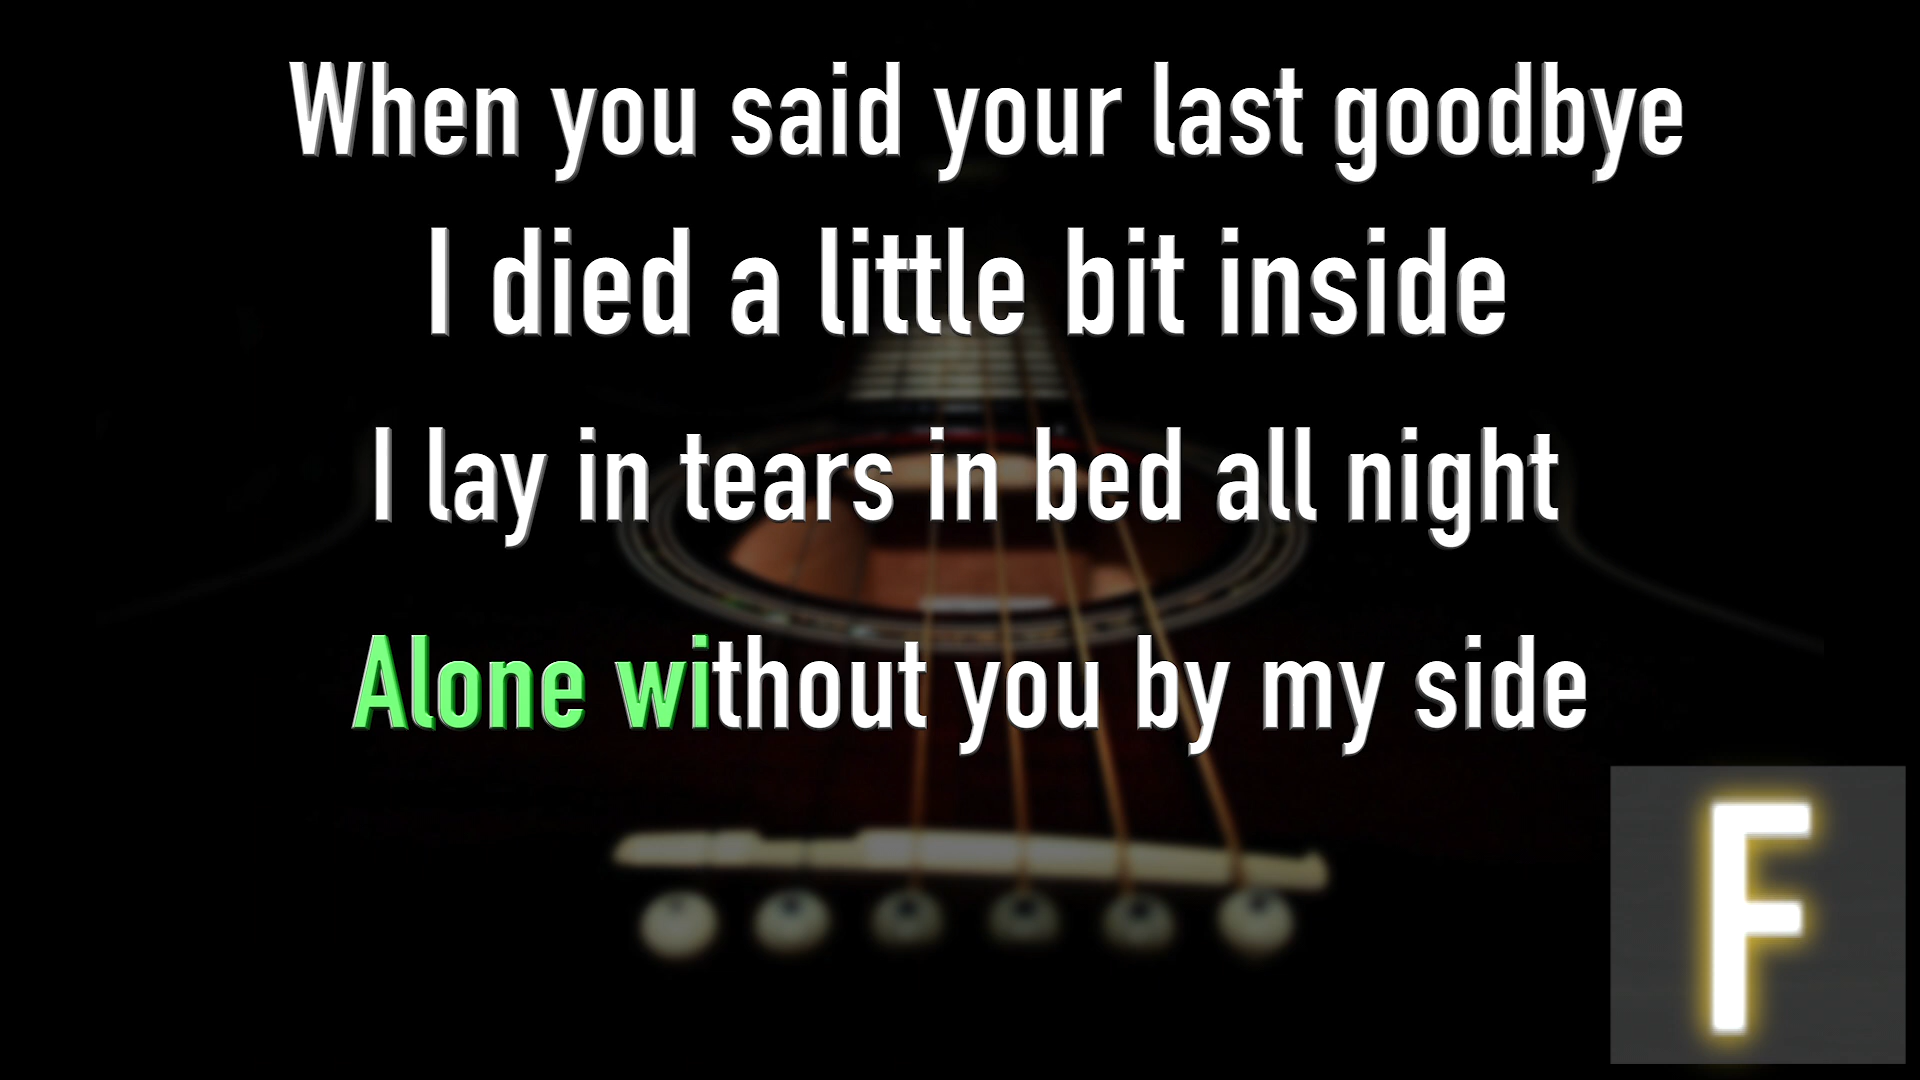 When you said your last goodbye
I died a little bit inside
I lay in tears in bed all night
Alone without you by my side
F